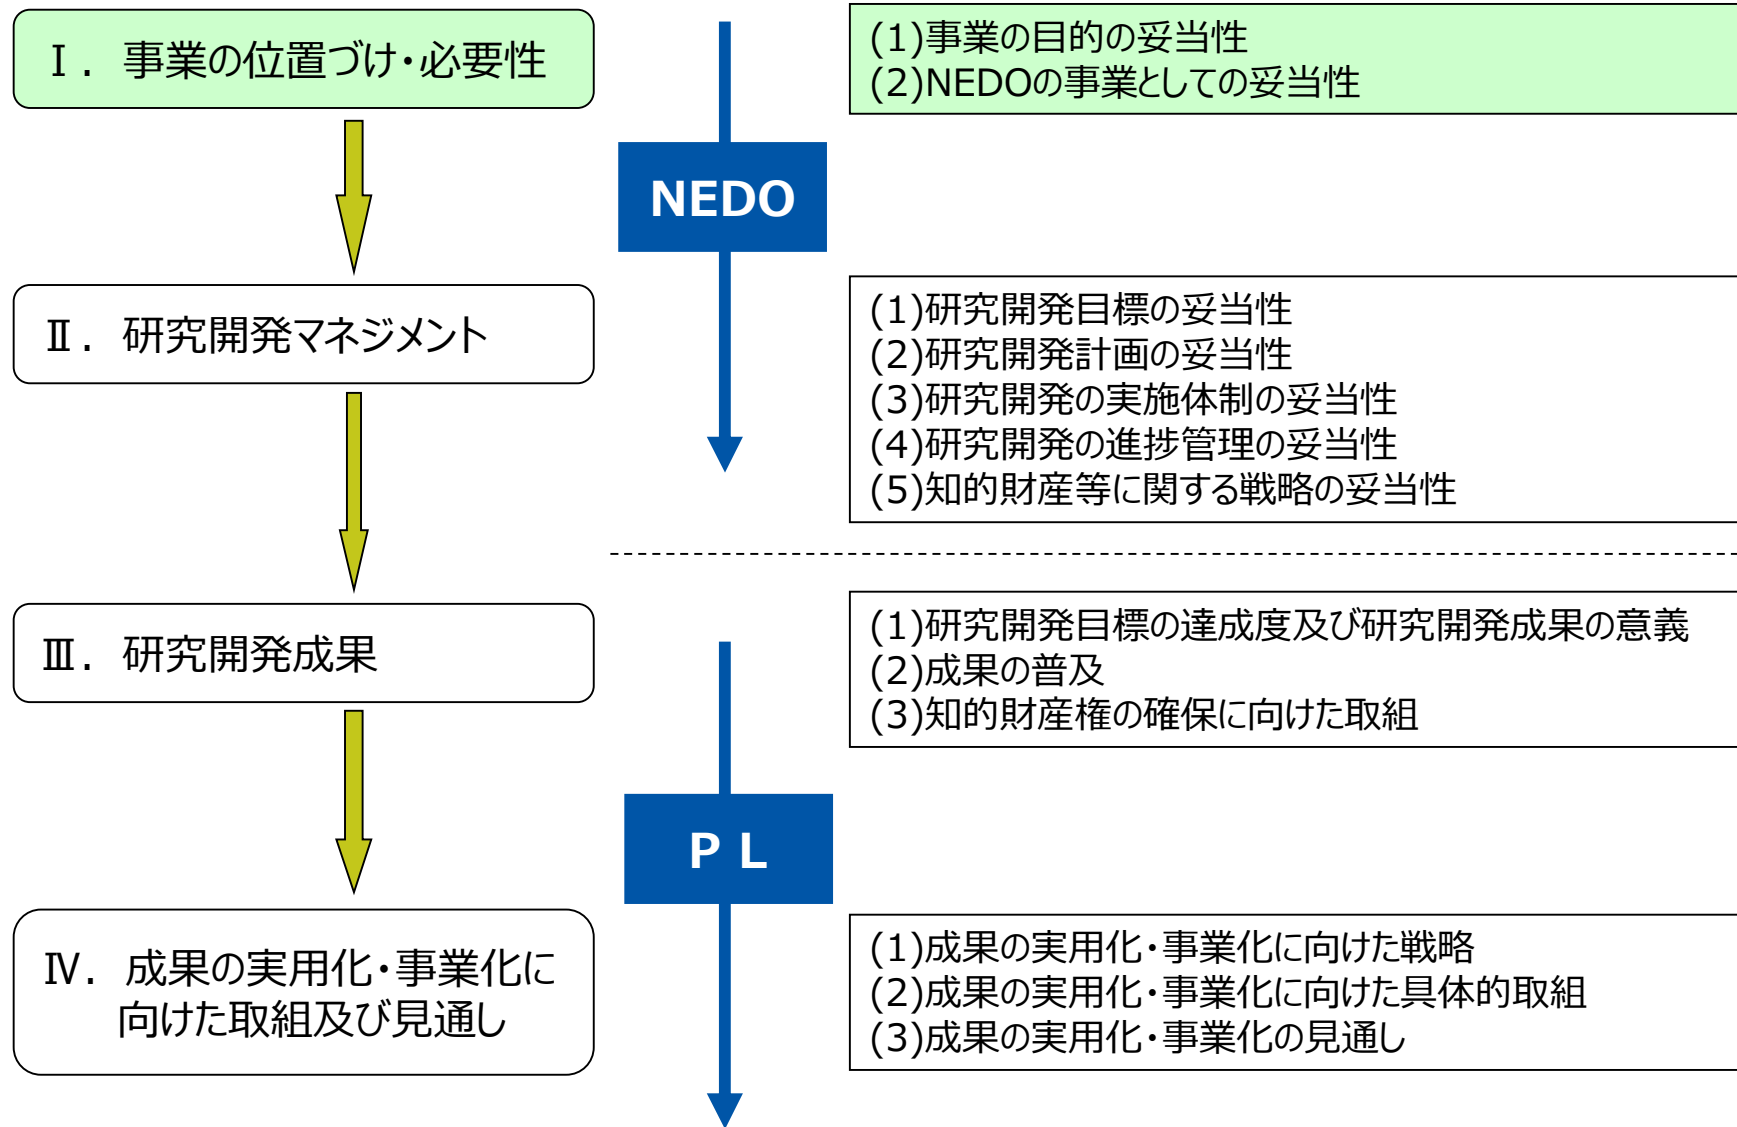 Ⅰ. 事業の位置づけ・必要性
(1)事業の目的の妥当性
(2)NEDOの事業としての妥当性
NEDO
Ⅱ. 研究開発マネジメント
(1)研究開発目標の妥当性
(2)研究開発計画の妥当性
(3)研究開発の実施体制の妥当性
(4)研究開発の進捗管理の妥当性
(5)知的財産等に関する戦略の妥当性
Ⅲ. 研究開発成果
(1)研究開発目標の達成度及び研究開発成果の意義
(2)成果の普及
(3)知的財産権の確保に向けた取組
P L
Ⅳ. 成果の実用化・事業化に
向けた取組及び見通し
(1)成果の実用化・事業化に向けた戦略
(2)成果の実用化・事業化に向けた具体的取組
(3)成果の実用化・事業化の見通し